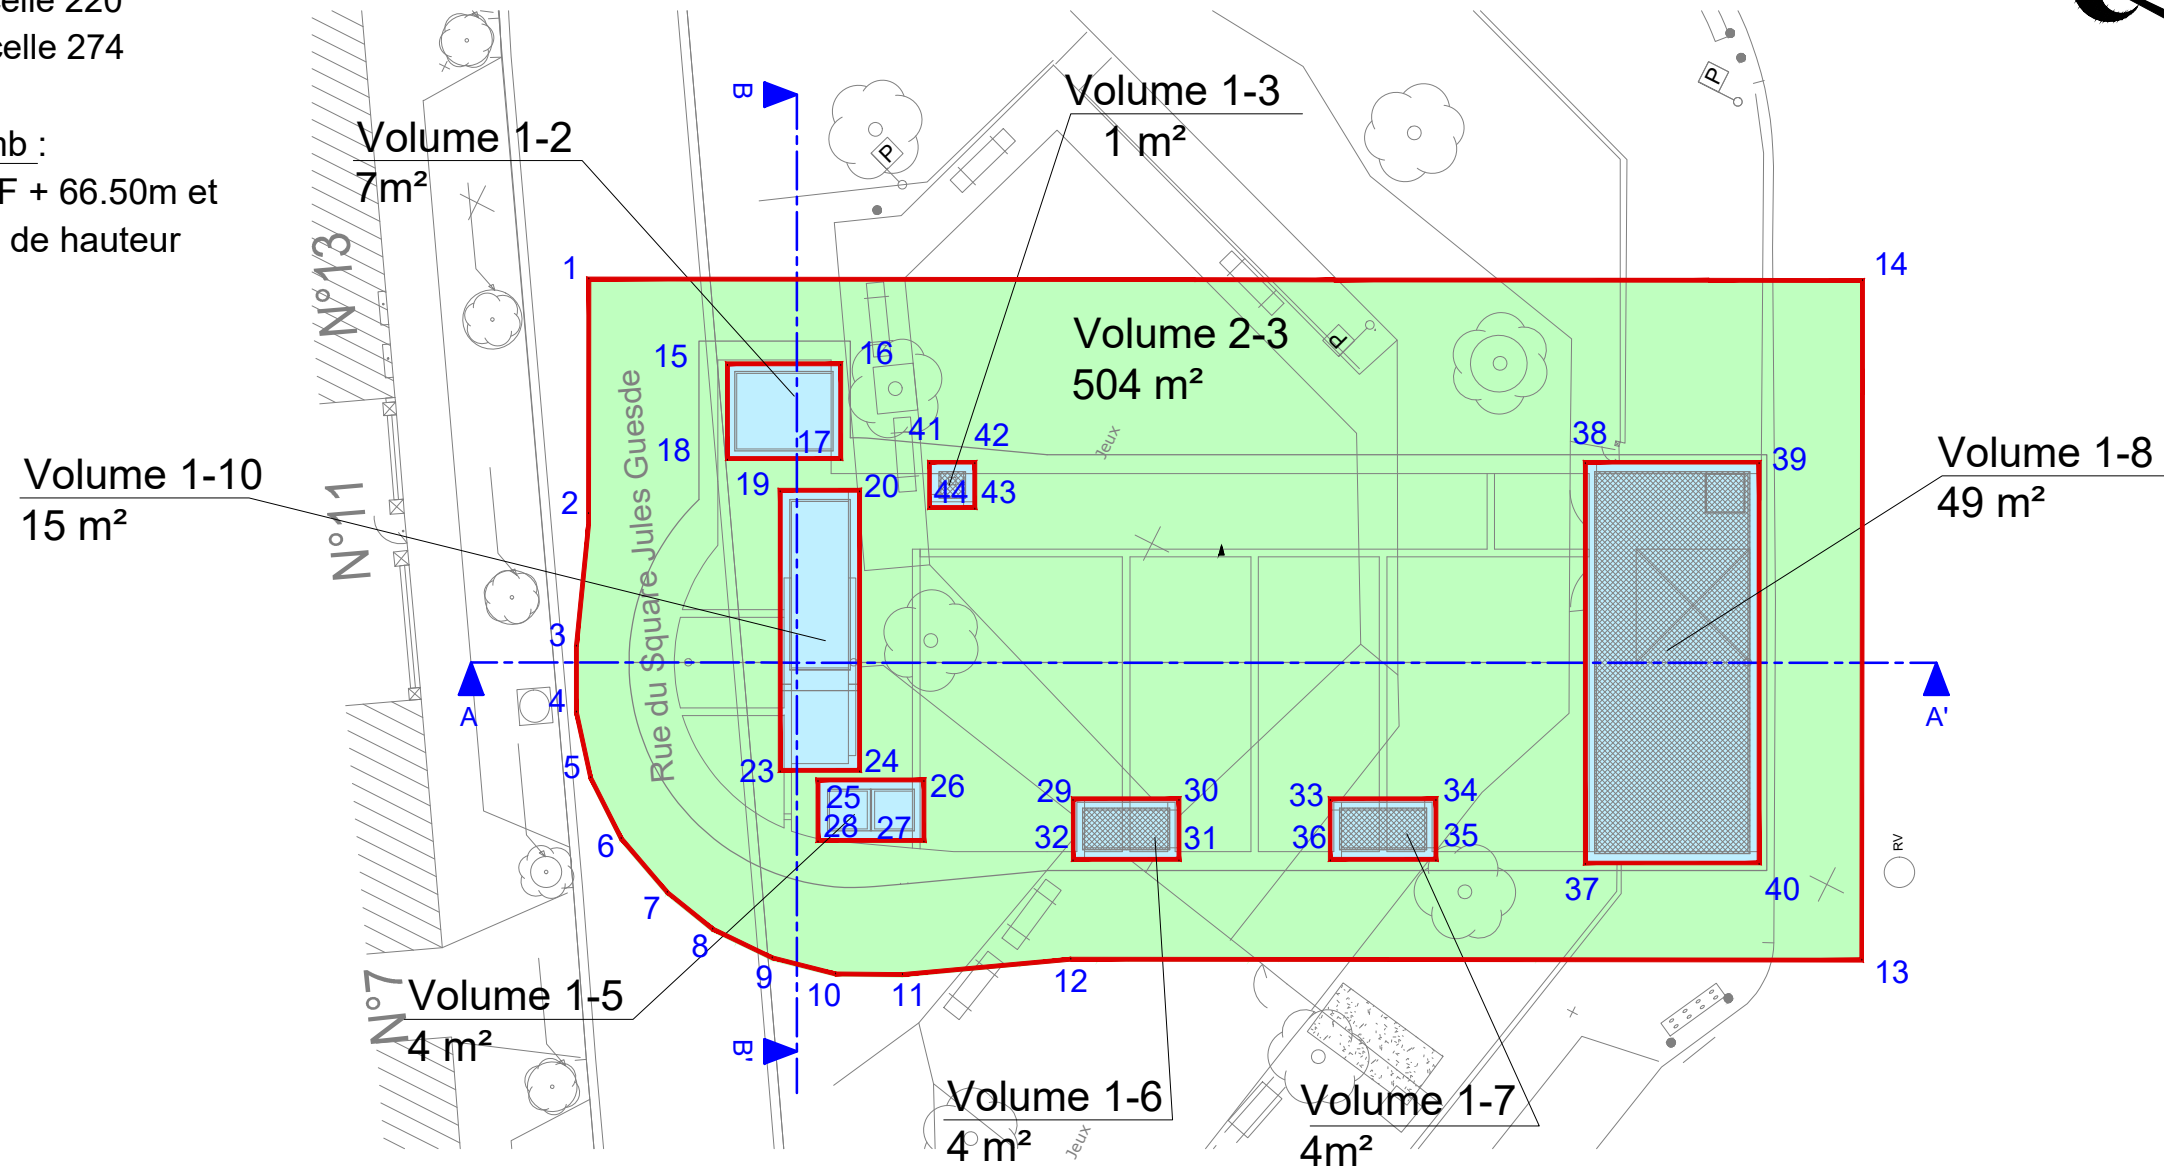 celle 220
celle 274
mb :
F + 66.50m et
de hauteur
Volume 1-2
7m²
Volume 1-3
1 m²
Volume 2-3
504 m²
Volume 1-10
15 m²
Volume 1-8
49 m²
Volume 1-5
4 m²
Volume 1-6
4 m²
Volume 1-7
4m²
N°13
N°11
N°7
Rue du Square Jules Guesde
Jeux
Jeux
P
P
P
RV
B
B'
A
A'
1
2
3
4
5
6
7
8
9
10
11
12
13
14
15
16
17
18
19
20
23
24
25
26
27
28
29
30
31
32
33
34
35
36
37
38
39
40
41
42
43
44